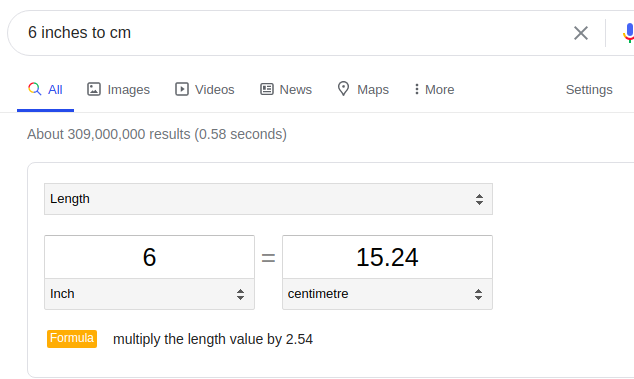 6 inches to cm
All Images Videos News Maps More Settings
About 309,000,000 results (0.58 seconds)
Length
6 = 15.24
Inch centimetre
Formula multiply the length value by 2.54